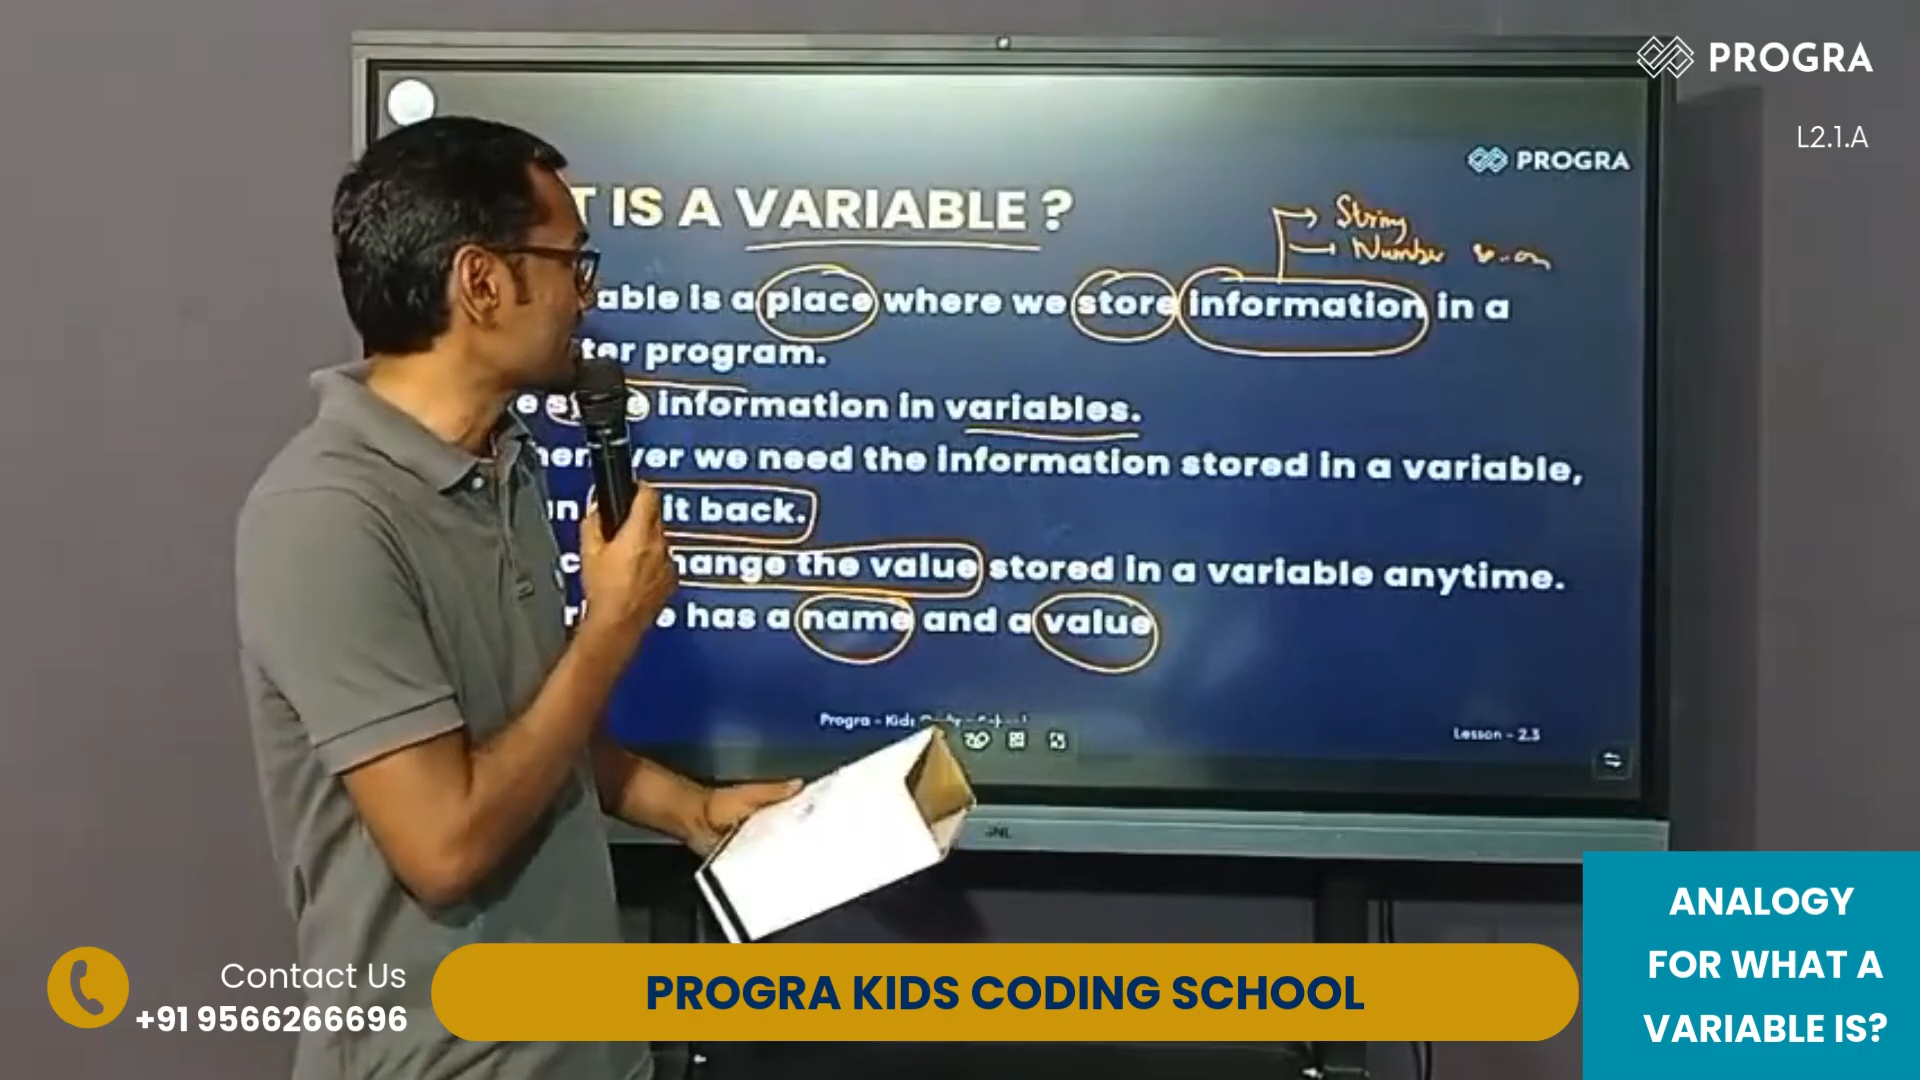 PROGRA
L2.1.A
PROGRA
T IS A VARIABLE ?
String
Number
able is a place where we store information in a
ter program.
e information in variables.
ver we need the information stored in a variable,
it back.
hange the value stored in a variable anytime.
has a name and a value
Progra - Kids
Lesson - 2.3
ANALOGY
FOR WHAT A
VARIABLE IS?
Contact Us
+91 9566266696
PROGRA KIDS CODING SCHOOL